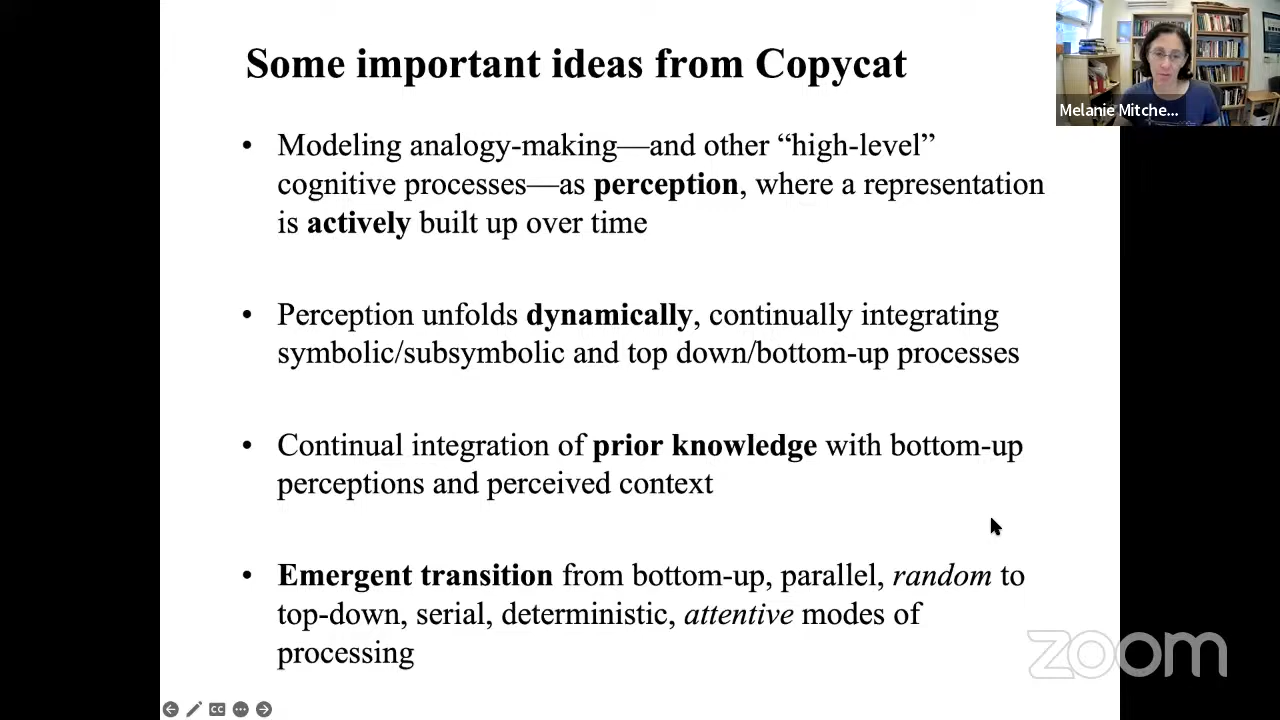 Some important ideas from Copycat
Melanie Mitche...
• Modeling analogy-making—and other “high-level”
cognitive processes—as perception, where a representation
is actively built up over time
• Perception unfolds dynamically, continually integrating
symbolic/subsymbolic and top down/bottom-up processes
• Continual integration of prior knowledge with bottom-up
perceptions and perceived context
• Emergent transition from bottom-up, parallel, random to
top-down, serial, deterministic, attentive modes of
processing
zoom
CC